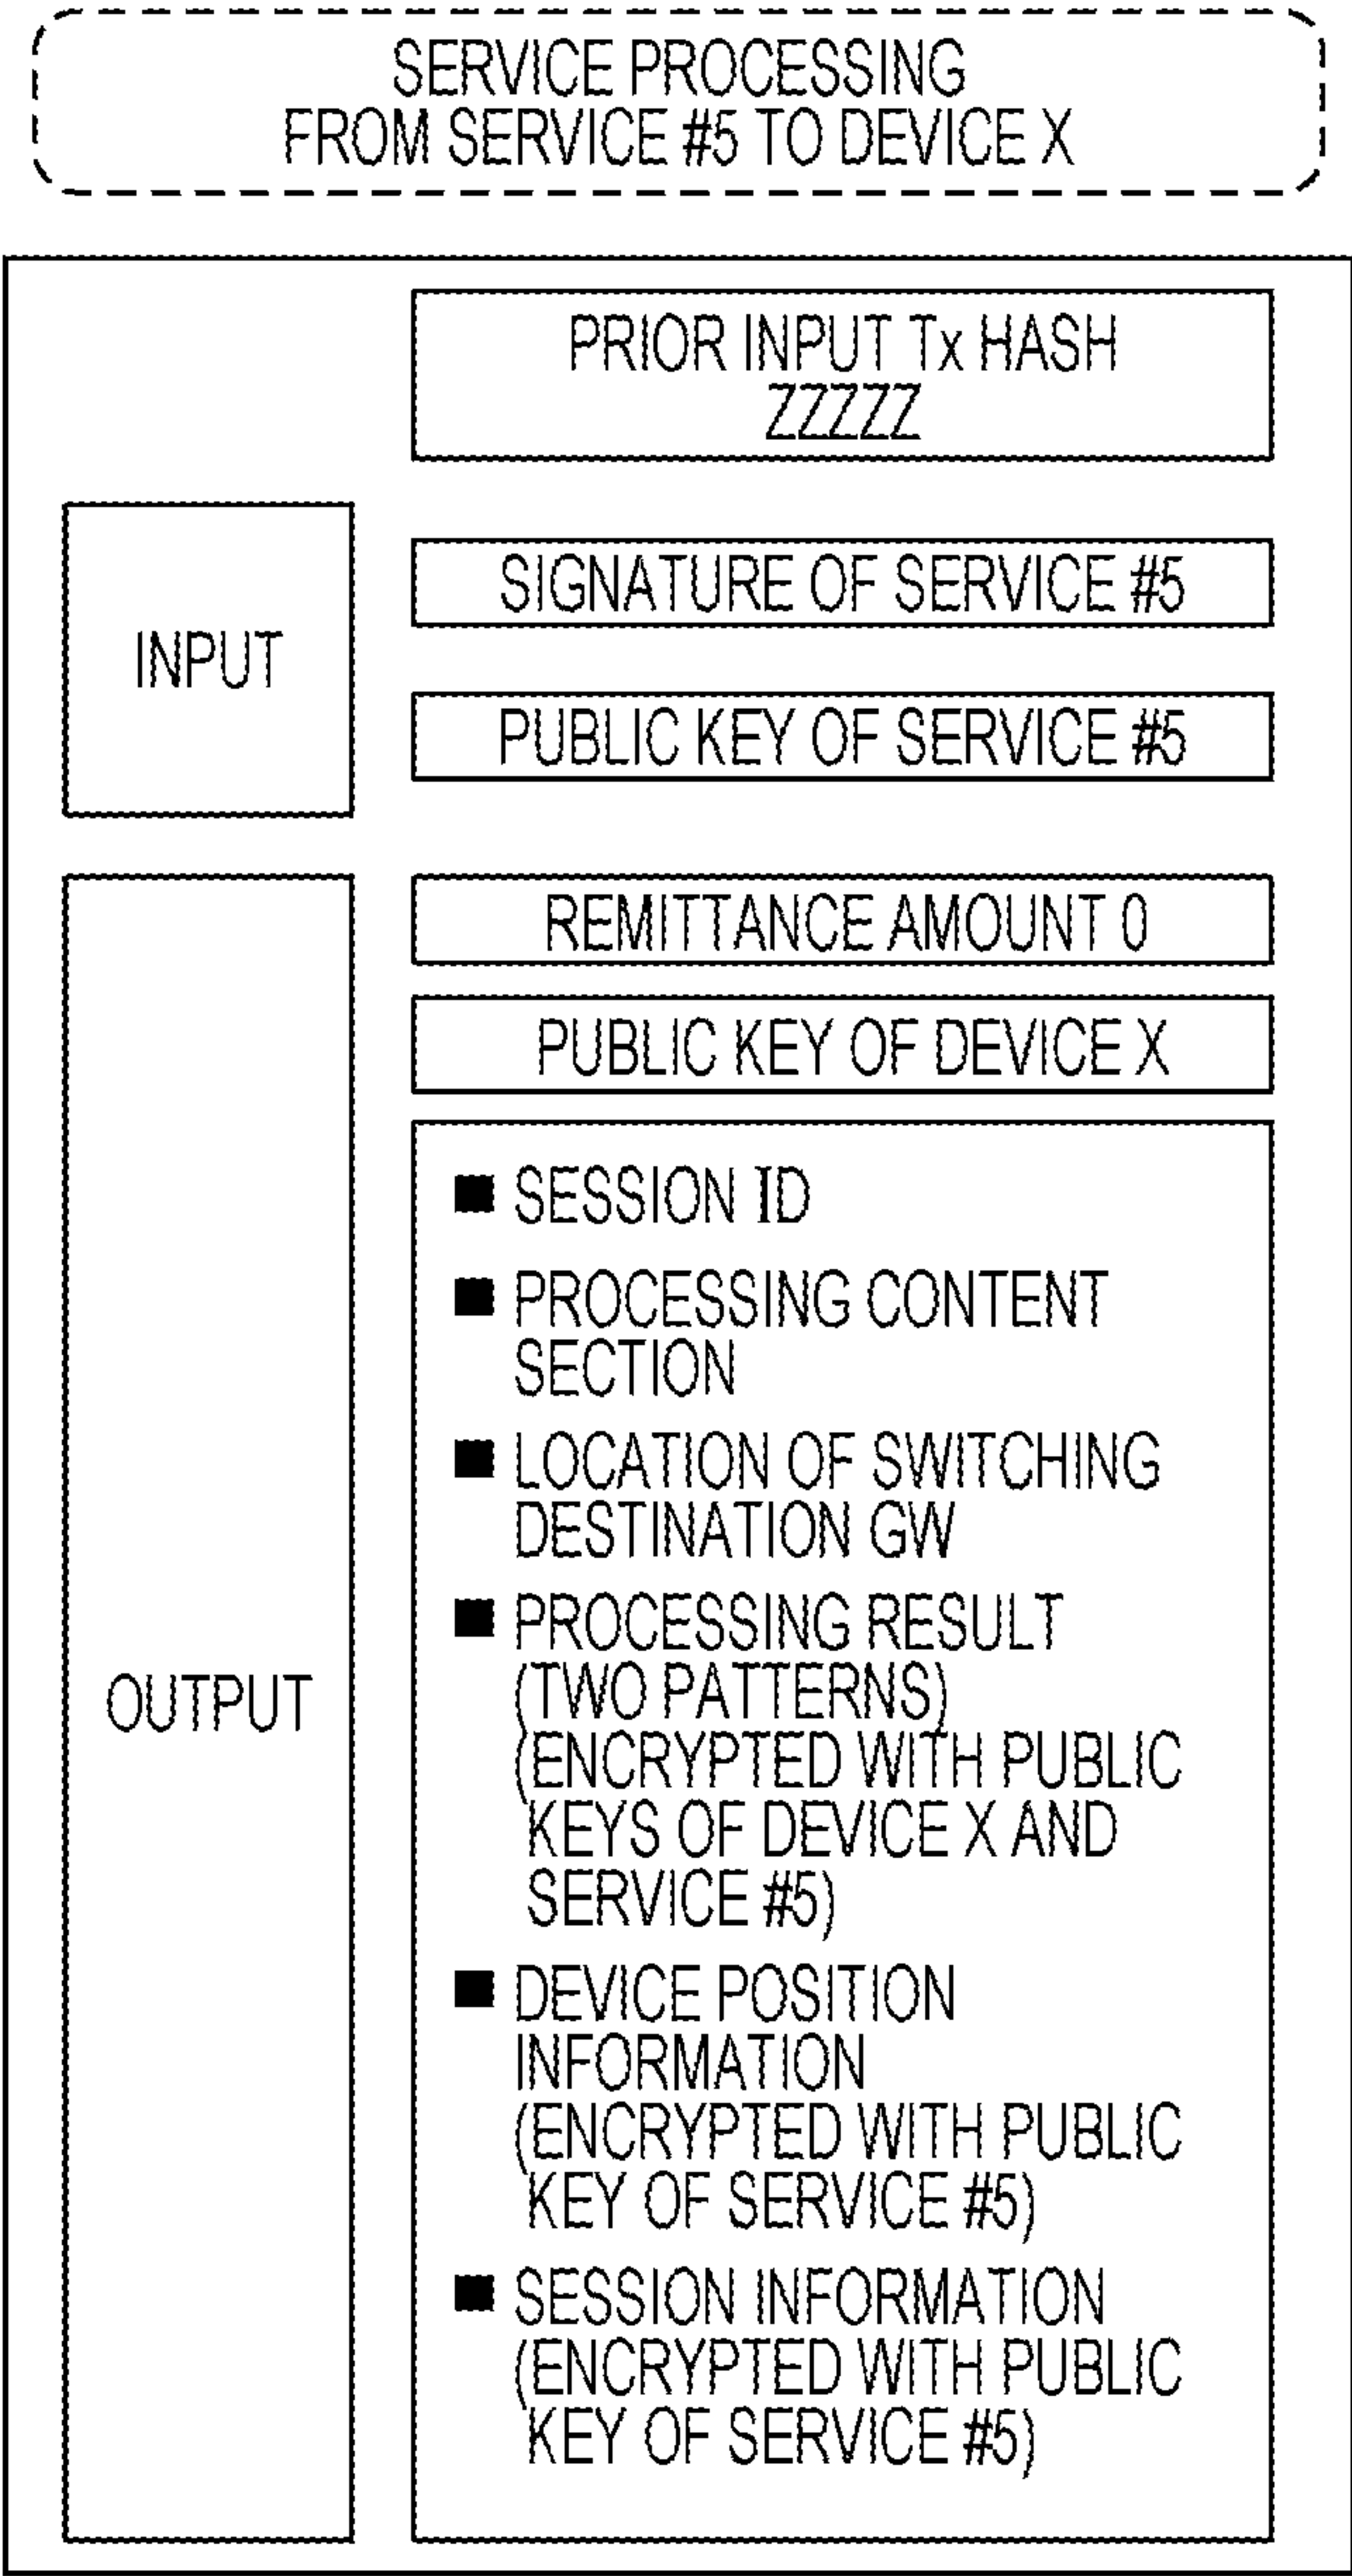 SERVICE PROCESSING
FROM SERVICE #5 TO DEVICE X
PRIOR INPUT Tx HASH
ZZZZZ
INPUT
SIGNATURE OF SERVICE #5
PUBLIC KEY OF SERVICE #5
OUTPUT
REMITTANCE AMOUNT 0
PUBLIC KEY OF DEVICE X
■ SESSION ID
■ PROCESSING CONTENT
SECTION
■ LOCATION OF SWITCHING
DESTINATION GW
■ PROCESSING RESULT
(TWO PATTERNS)
(ENCRYPTED WITH PUBLIC
KEYS OF DEVICE X AND
SERVICE #5)
■ DEVICE POSITION
INFORMATION
(ENCRYPTED WITH PUBLIC
KEY OF SERVICE #5)
■ SESSION INFORMATION
(ENCRYPTED WITH PUBLIC
KEY OF SERVICE #5)